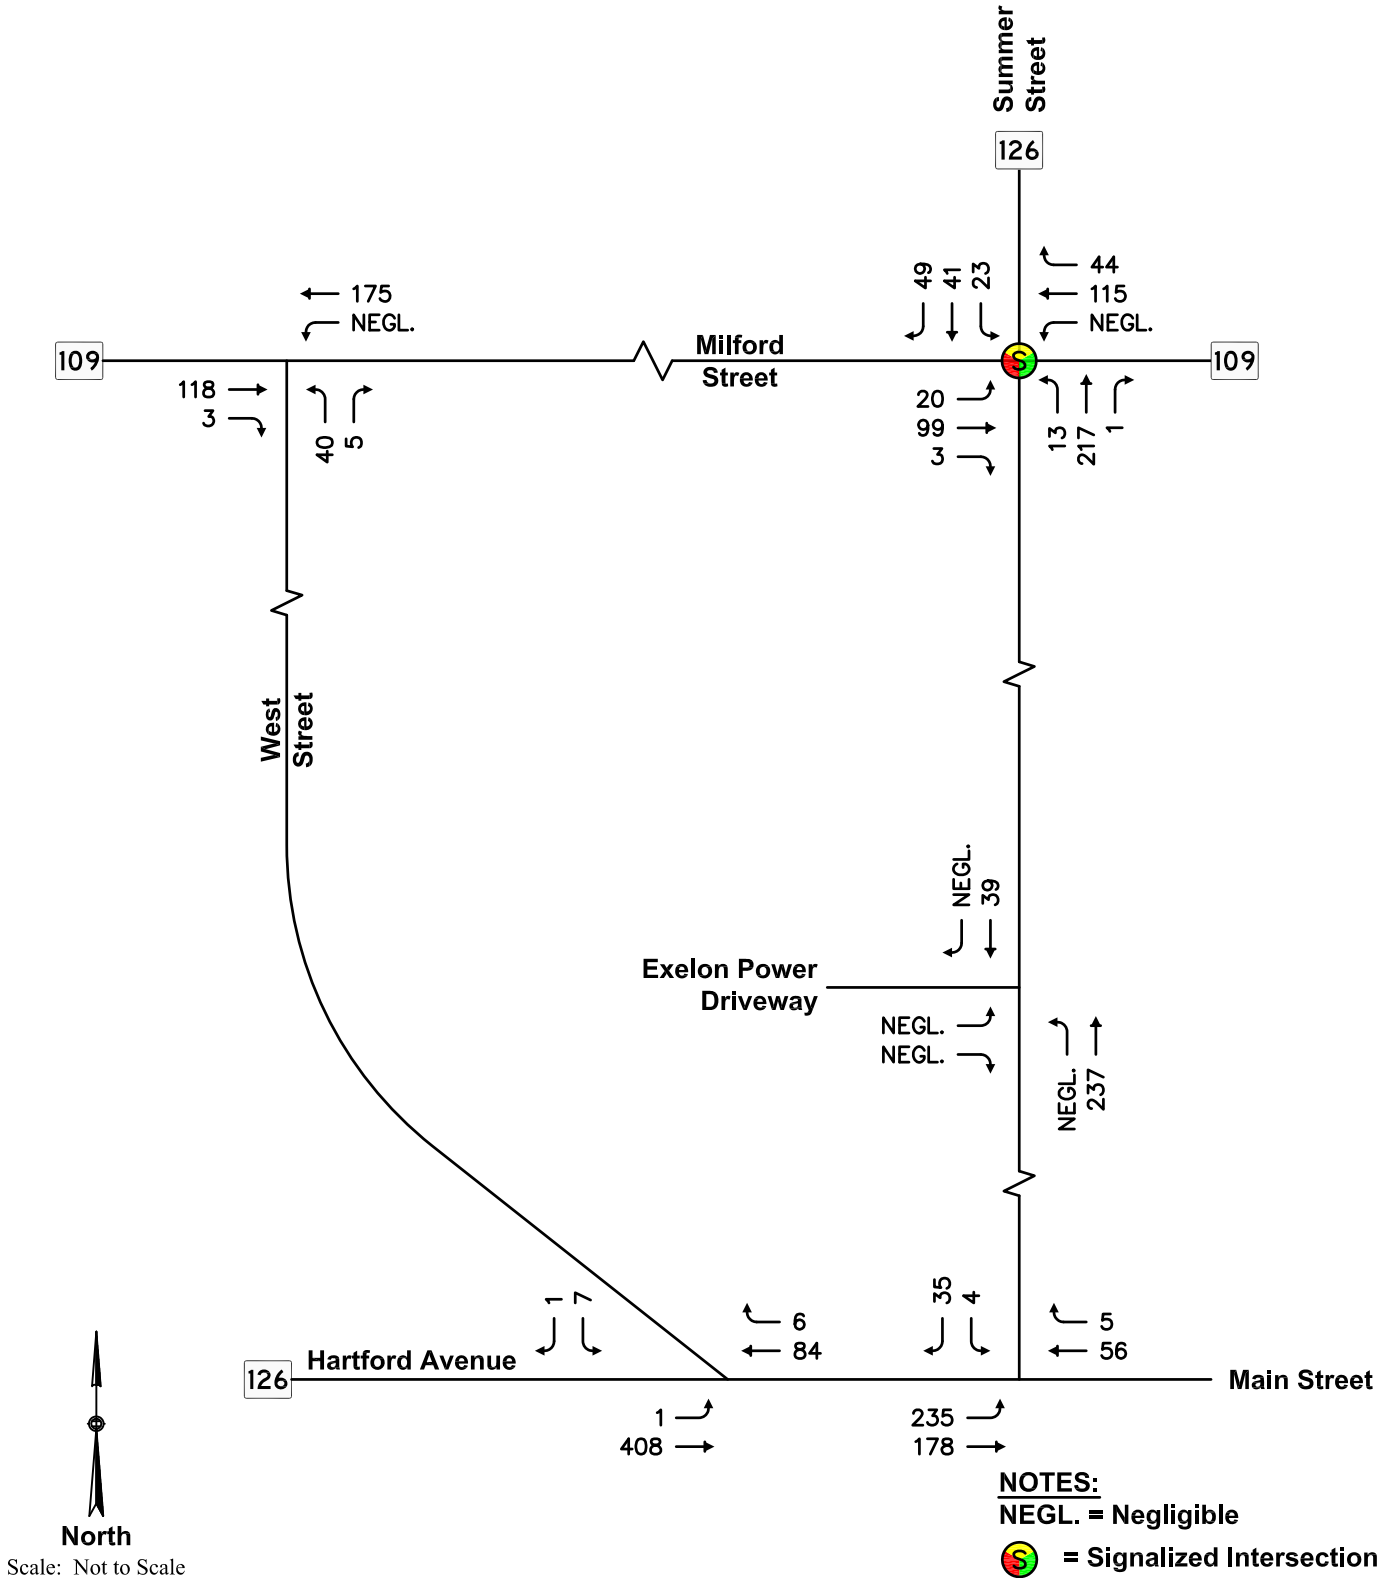 Summer
Street
126
49
41
23
44
115
NEGL.
175
NEGL.
109
Milford
Street
S
109
118
3
40
5
20
99
3
13
217
1
West
Street
NEGL.
39
Exelon Power
Driveway
NEGL.
NEGL.
NEGL.
237
1
7
6
84
35
4
5
56
126
Hartford Avenue
Main Street
1
408
235
178
NOTES:
NEGL. = Negligible
S = Signalized Intersection
North
Scale: Not to Scale